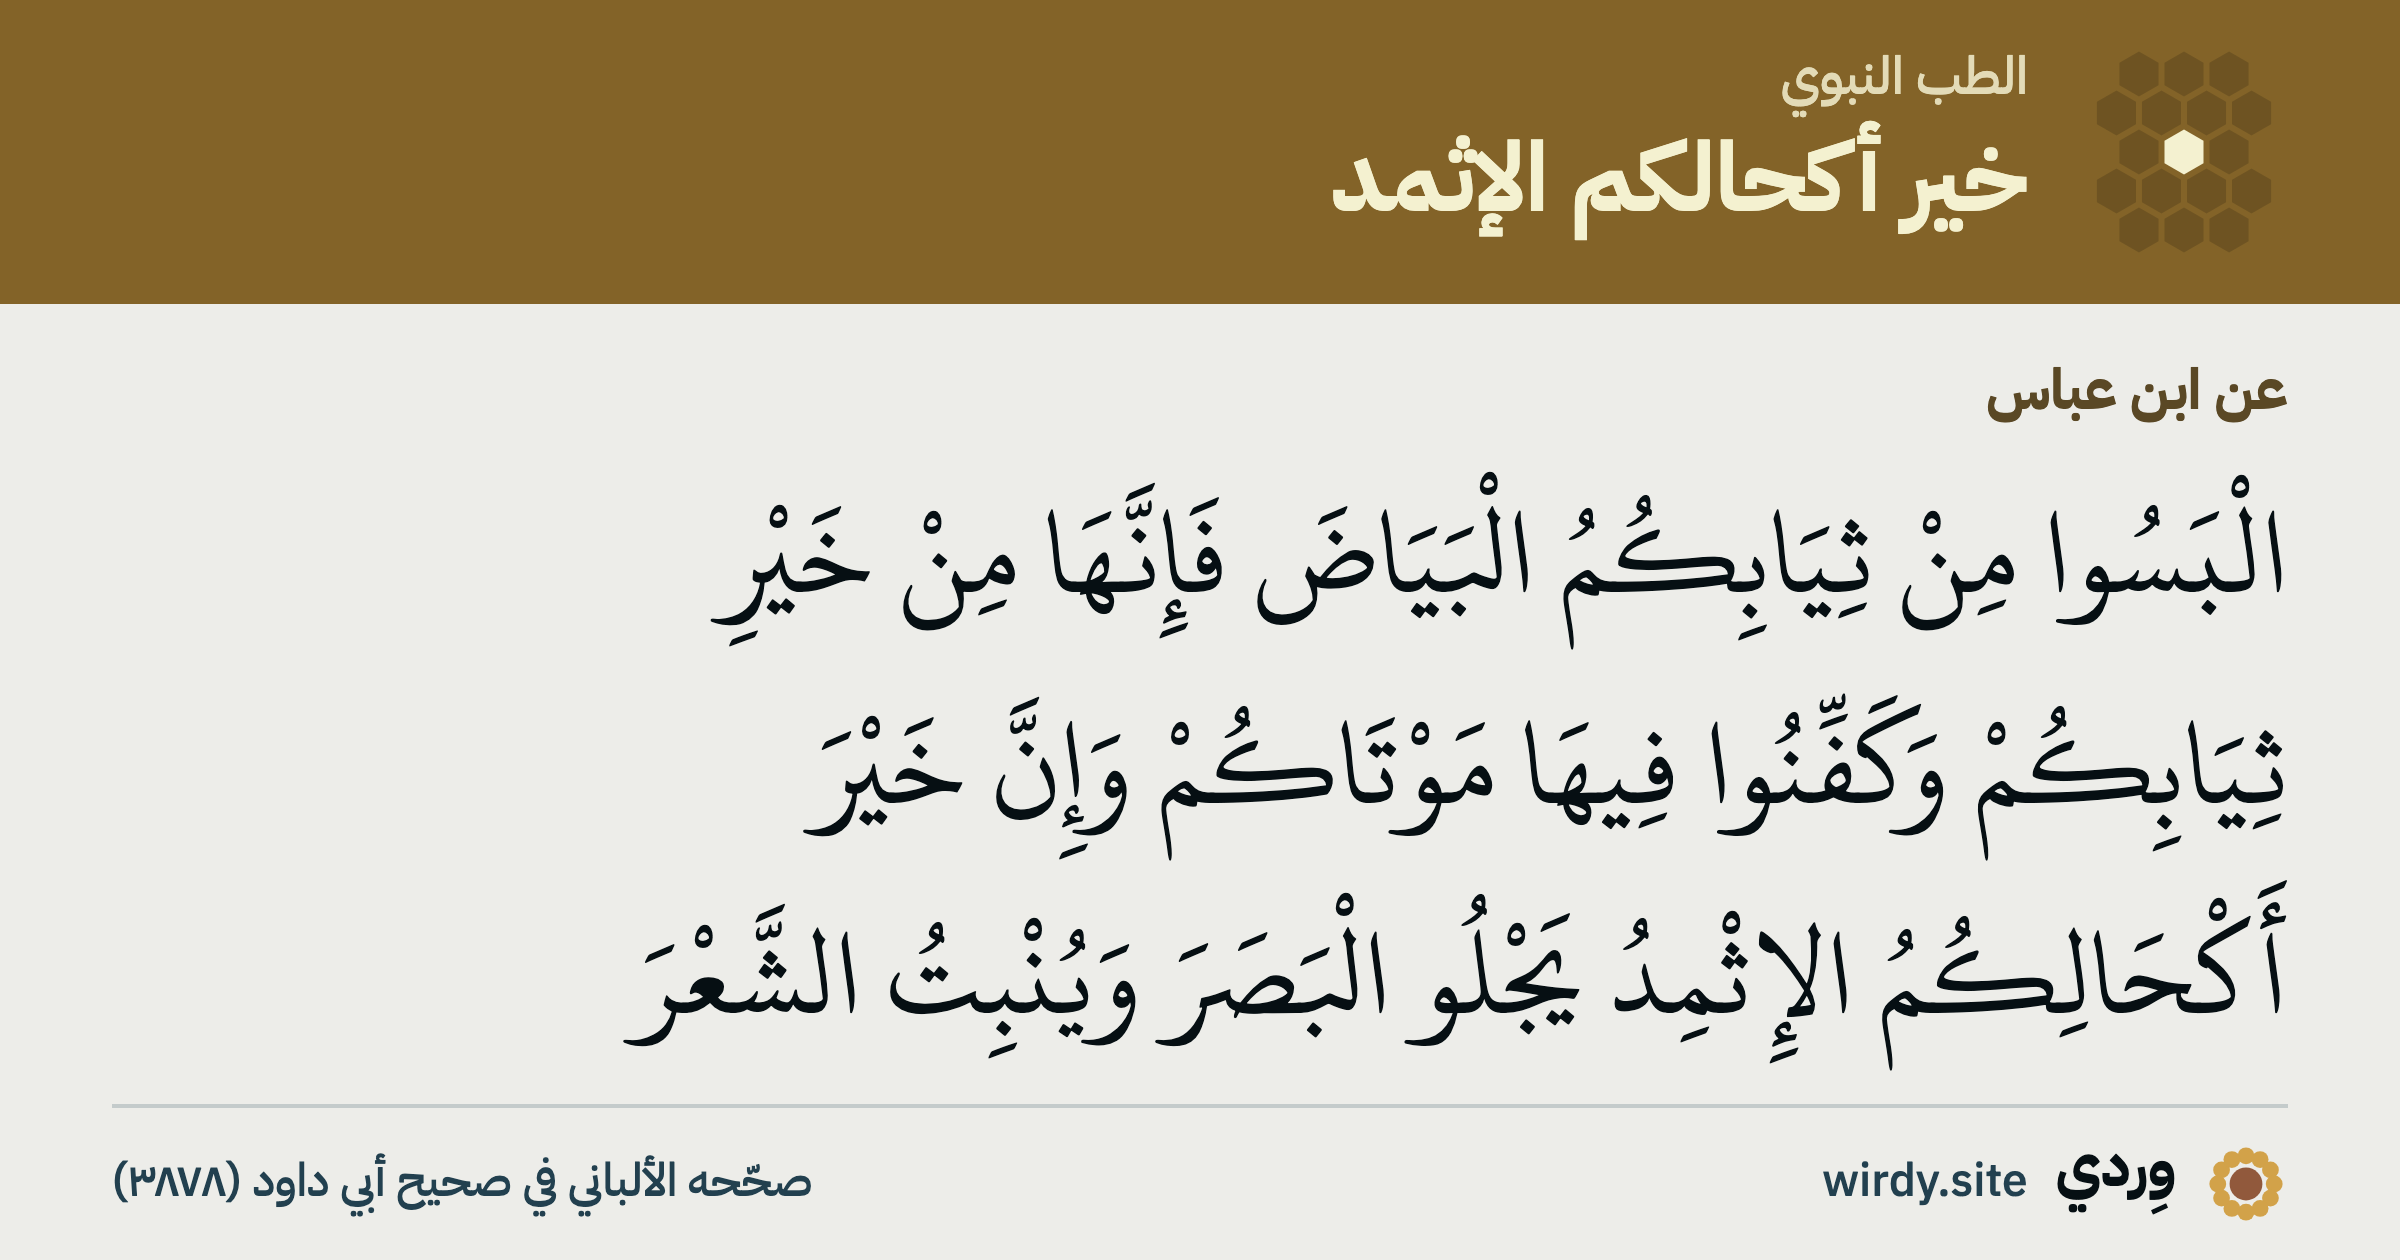 الطب النبوي
خير أكحالكم الإثمد
عن ابن عباس
الْبَسُوا مِنْ ثِيَابِكُمُ الْبَيَاضَ فَإِنَّهَا مِنْ خَيْرِ
ثِيَابِكُمْ وَكَفِّنُوا فِيهَا مَوْتَاكُمْ وَإِنَّ خَيْرَ
أَكْحَالِكُمُ الإِثْمِدُ يَجْلُو الْبَصَرَ وَيُنْبِتُ الشَّعْرَ
وِردي wirdy.site
صحّحه الألباني في صحيح أبي داود (٣٨٧٨)